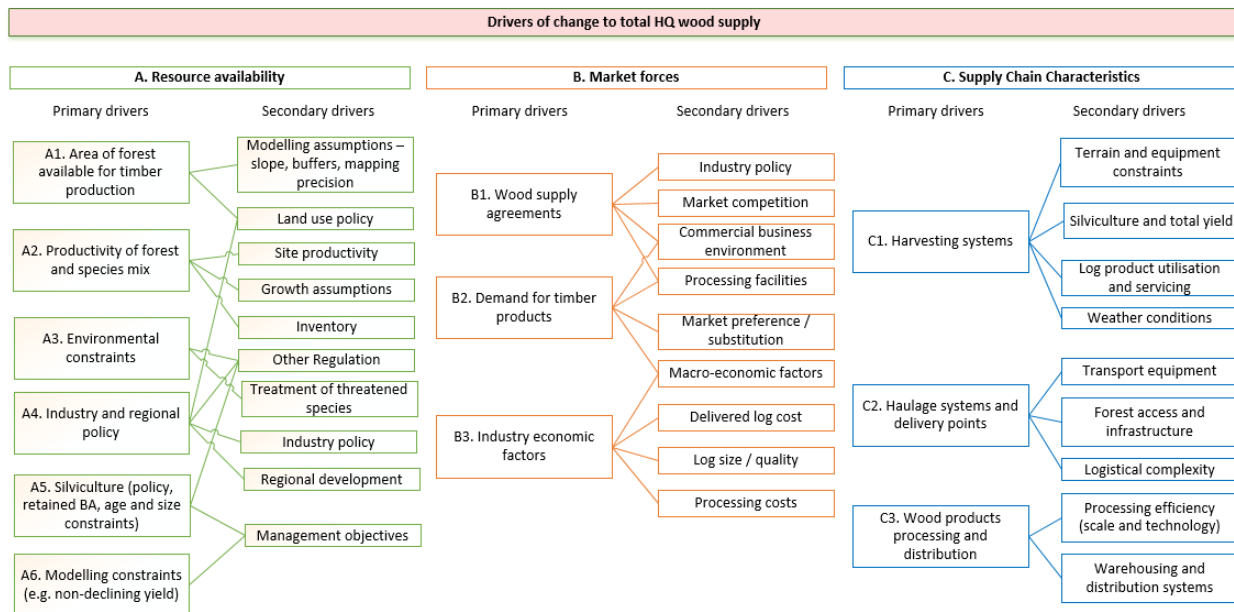 Drivers of change to total HQ wood supply
A. Resource availability
Primary drivers
Secondary drivers
A1. Area of forest
available for timber
production
A2. Productivity of forest
and species mix
A3. Environmental
constraints
A4. Industry and regional
policy
A5. Silviculture (policy,
retained BA, age and size
constraints)
A6. Modelling constraints
(e.g. non-declining yield)
Modelling assumptions –
slope, buffers, mapping
precision
Land use policy
Site productivity
Growth assumptions
Inventory
Other Regulation
Treatment of threatened
species
Industry policy
Regional development
Management objectives
B. Market forces
Primary drivers
Secondary drivers
B1. Wood supply
agreements
B2. Demand for timber
products
B3. Industry economic
factors
Industry policy
Market competition
Commercial business
environment
Processing facilities
Market preference /
substitution
Macro-economic factors
Delivered log cost
Log size / quality
Processing costs
C. Supply Chain Characteristics
Primary drivers
Secondary drivers
C1. Harvesting systems
C2. Haulage systems and
delivery points
C3. Wood products
processing and
distribution
Terrain and equipment
constraints
Silviculture and total yield
Log product utilisation
and servicing
Weather conditions
Transport equipment
Forest access and
infrastructure
Logistical complexity
Processing efficiency
(scale and technology)
Warehousing and
distribution systems